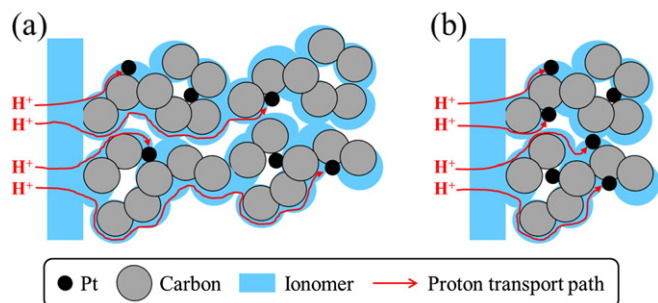 (a)
(b)
H⁺
H⁺
H⁺
H⁺
H⁺
H⁺
H⁺
H⁺
Pt Carbon Ionomer Proton transport path